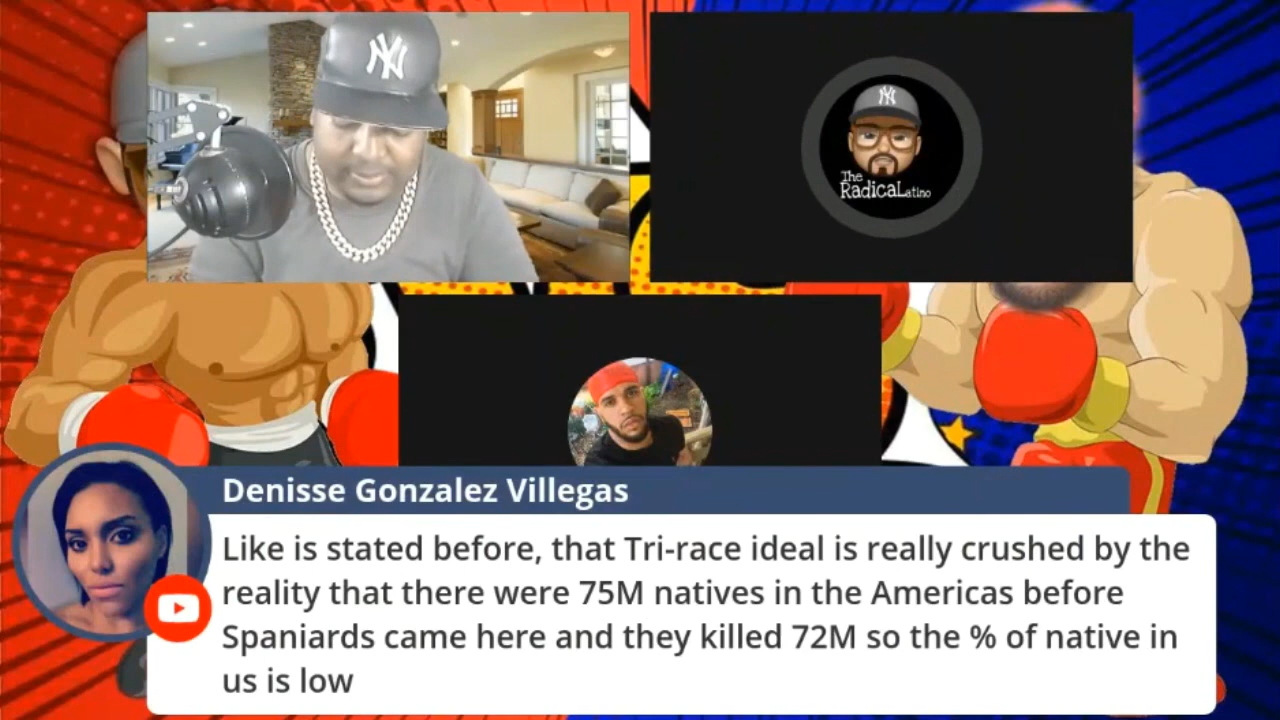 NY
NY
The
RadicaLatino
Denisse Gonzalez Villegas
Like is stated before, that Tri-race ideal is really crushed by the
reality that there were 75M natives in the Americas before
Spaniards came here and they killed 72M so the % of native in
us is low